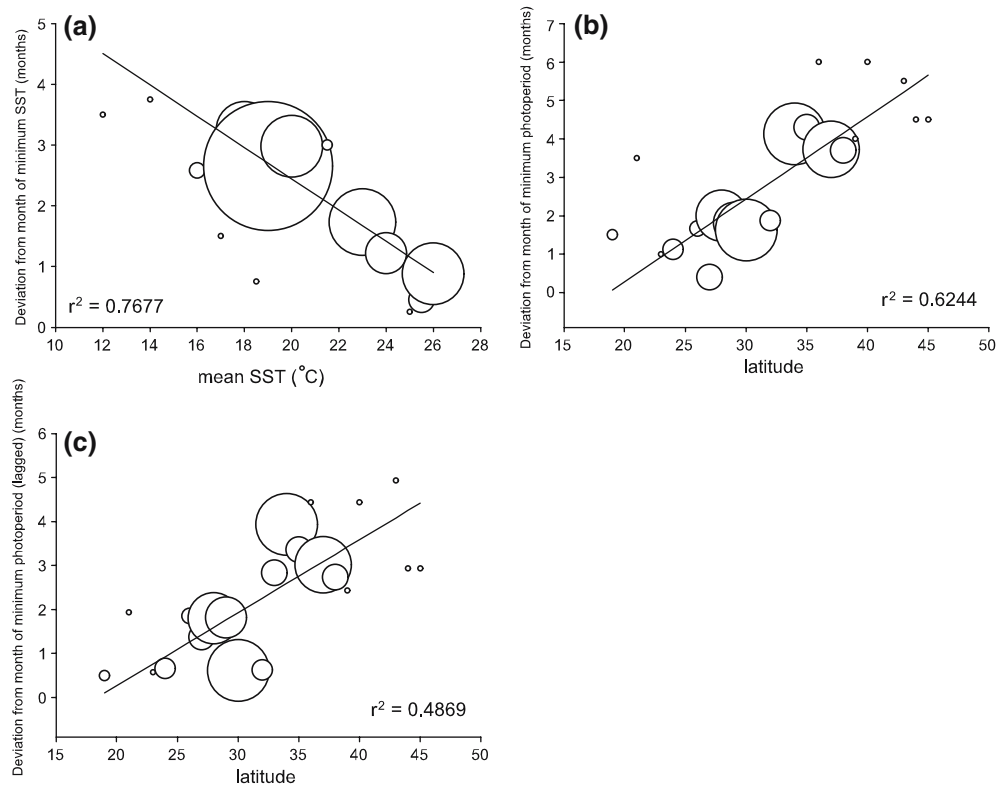 (a)
Deviation from month of minimum SST (months)
5
4
3
2
1
0
r² = 0.7677
10 12 14 16 18 20 22 24 26 28
mean SST (°C)
(b)
Deviation from month of minimum photoperiod (months)
7
6
5
4
3
2
1
0
r² = 0.6244
15 20 25 30 35 40 45 50
latitude
(c)
Deviation from month of minimum photoperiod (lagged) (months)
6
5
4
3
2
1
0
r² = 0.4869
15 20 25 30 35 40 45 50
latitude